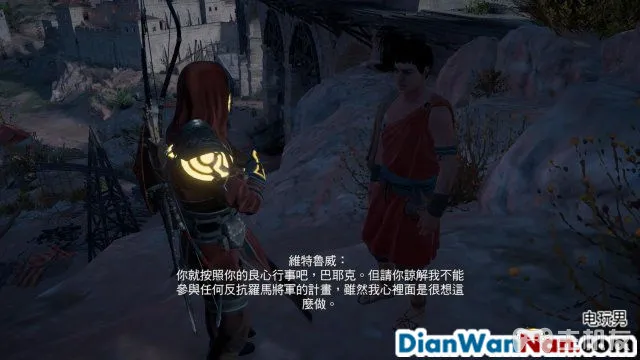 維特魯威：
你就按照你的良心行事吧，巴耶克。但請你諒解我不能
參與任何反抗羅馬將軍的計畫，雖然我心裡面是很想這
麼做。
电玩男
DianWanNan.com